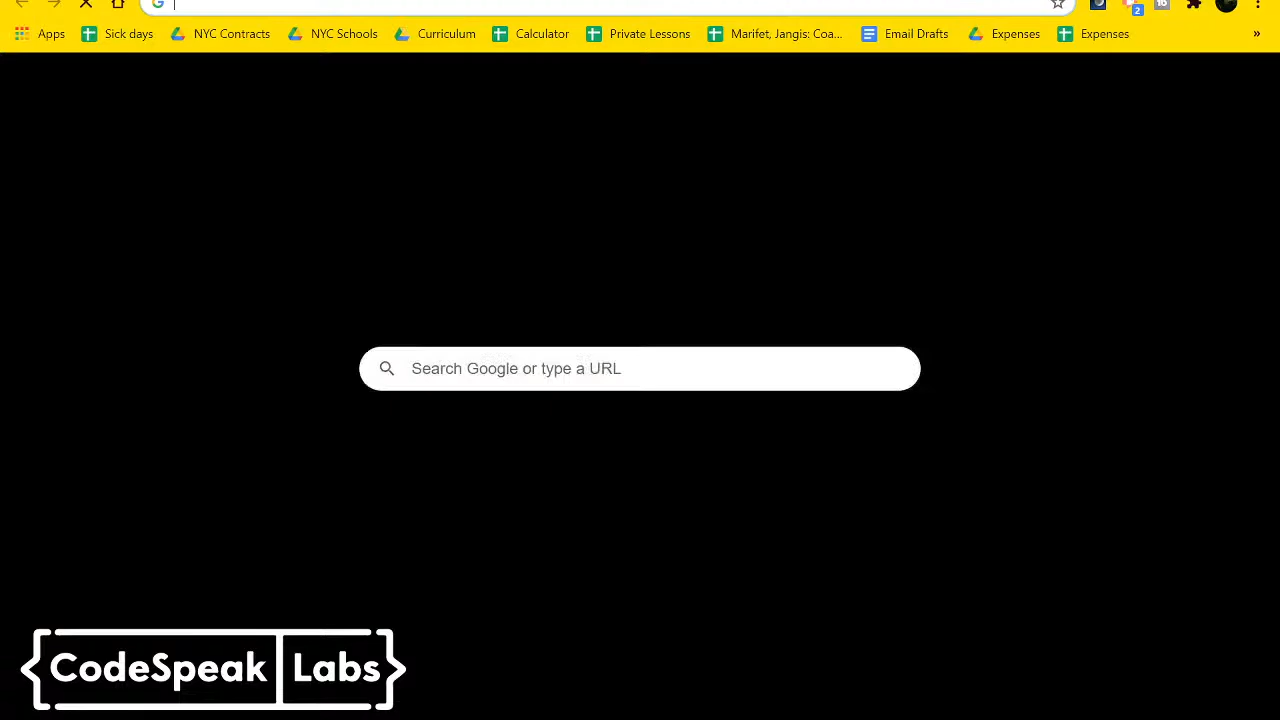 Apps Sick days NYC Contracts NYC Schools Curriculum Calculator Private Lessons Marifet, Jangis: Coa... Email Drafts Expenses Expenses »
Search Google or type a URL
{CodeSpeak|Labs}